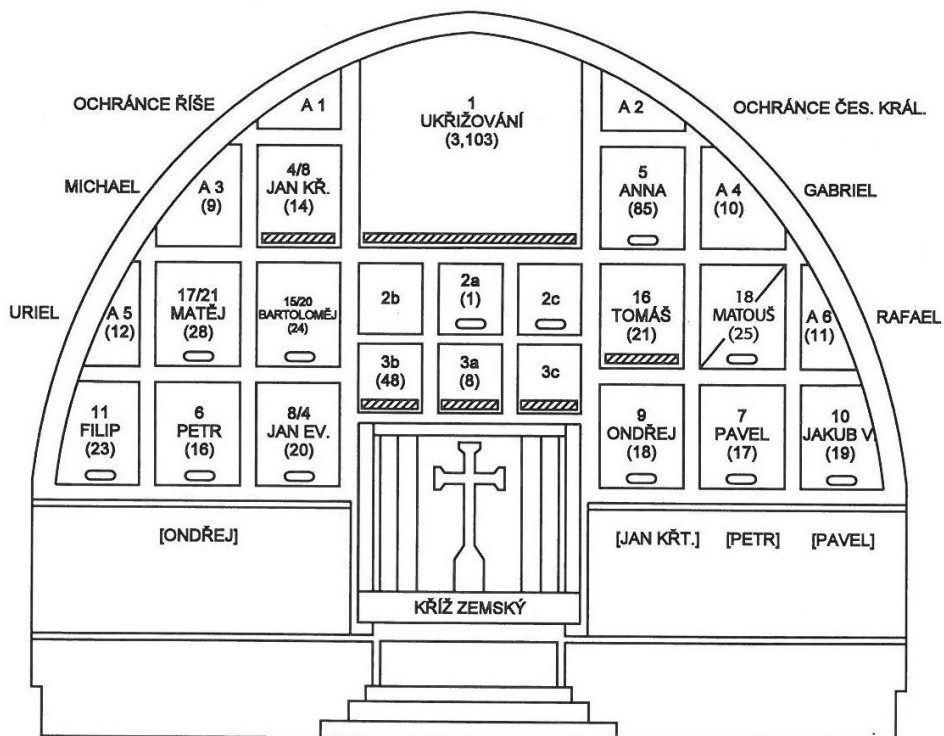 OCHRÁNCE ŘÍŠE
A 1
1
UKŘIŽOVÁNÍ
(3,103)
A 2
OCHRÁNCE ČES. KRÁL.
MICHAEL
A 3
(9)
4/8
JAN KŘ.
(14)
5
ANNA
(85)
A 4
(10)
GABRIEL
URIEL
A 5
(12)
17/21
MATĚJ
(28)
15/20
BARTOLOMĚJ
(24)
2b
2a
(1)
2c
16
TOMÁŠ
(21)
18
MATOUŠ
(25)
A 6
(11)
RAFAEL
3b
(48)
3a
(8)
3c
11
FILIP
(23)
6
PETR
(16)
8/4
JAN EV.
(20)
9
ONDŘEJ
(18)
7
PAVEL
(17)
10
JAKUB V.
(19)
[ONDŘEJ]
[JAN KŘT.]
[PETR]
[PAVEL]
KŘÍŽ ZEMSKÝ